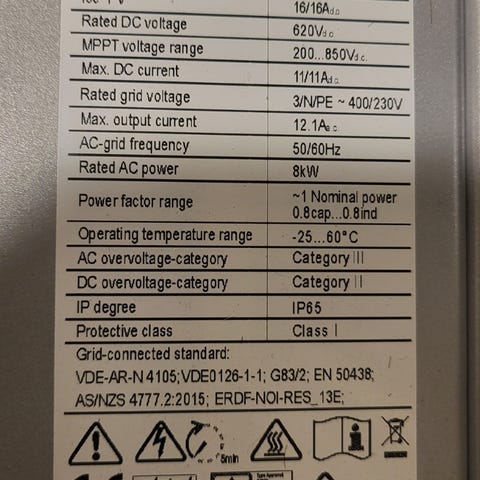 16/16Ad.c.
Rated DC voltage 620Vd.c.
MPPT voltage range 200...850Vd.c.
Max. DC current 11/11Ad.c.
Rated grid voltage 3/N/PE ~ 400/230V
Max. output current 12.1Aa.c.
AC-grid frequency 50/60Hz
Rated AC power 8kW
Power factor range ~1 Nominal power
0.8cap...0.8ind
Operating temperature range -25...60°C
AC overvoltage-category Category III
DC overvoltage-category Category II
IP degree IP65
Protective class Class I
Grid-connected standard:
VDE-AR-N 4105;VDE0126-1-1; G83/2; EN 50438;
AS/NZS 4777.2:2015; ERDF-NOI-RES_13E;
5min